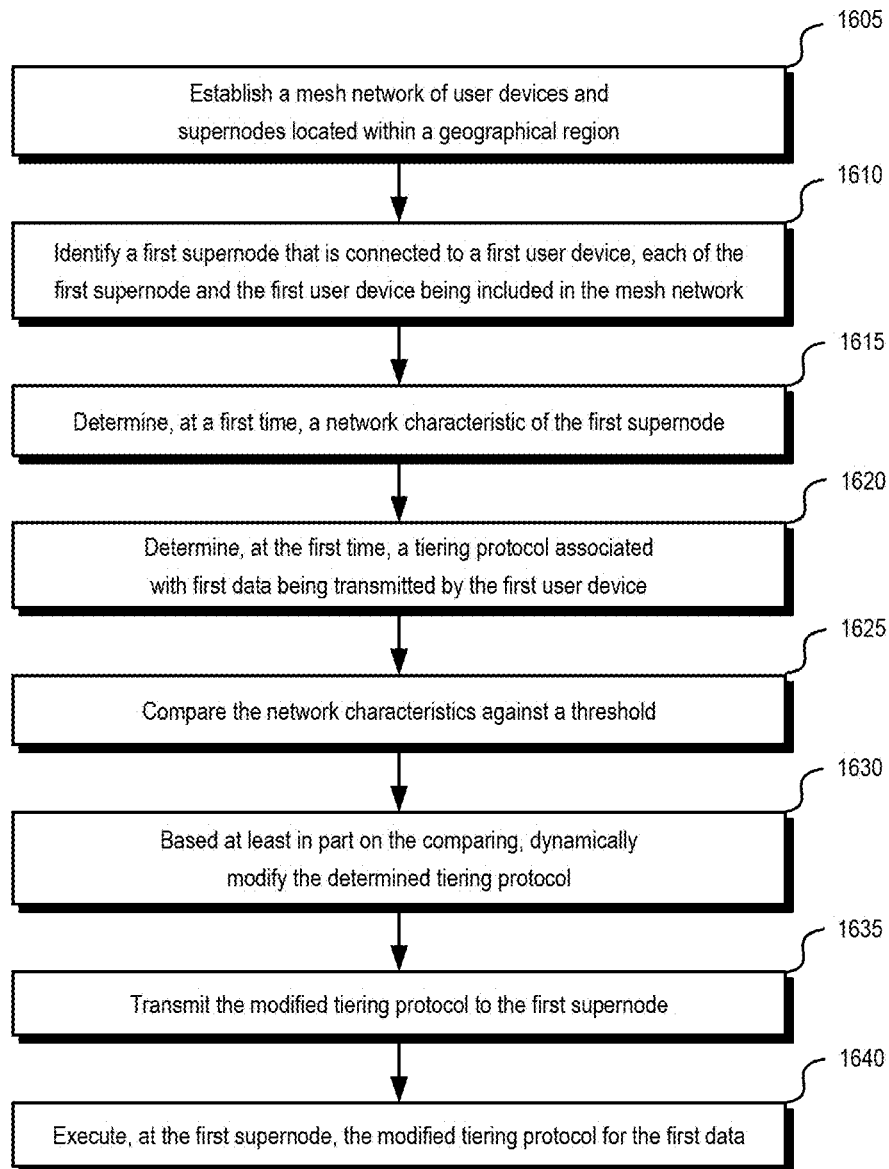 1605
Establish a mesh network of user devices and
supernodes located within a geographical region
1610
Identify a first supernode that is connected to a first user device, each of the
first supernode and the first user device being included in the mesh network
1615
Determine, at a first time, a network characteristic of the first supernode
1620
Determine, at the first time, a tiering protocol associated
with first data being transmitted by the first user device
1625
Compare the network characteristics against a threshold
1630
Based at least in part on the comparing, dynamically
modify the determined tiering protocol
1635
Transmit the modified tiering protocol to the first supernode
1640
Execute, at the first supernode, the modified tiering protocol for the first data